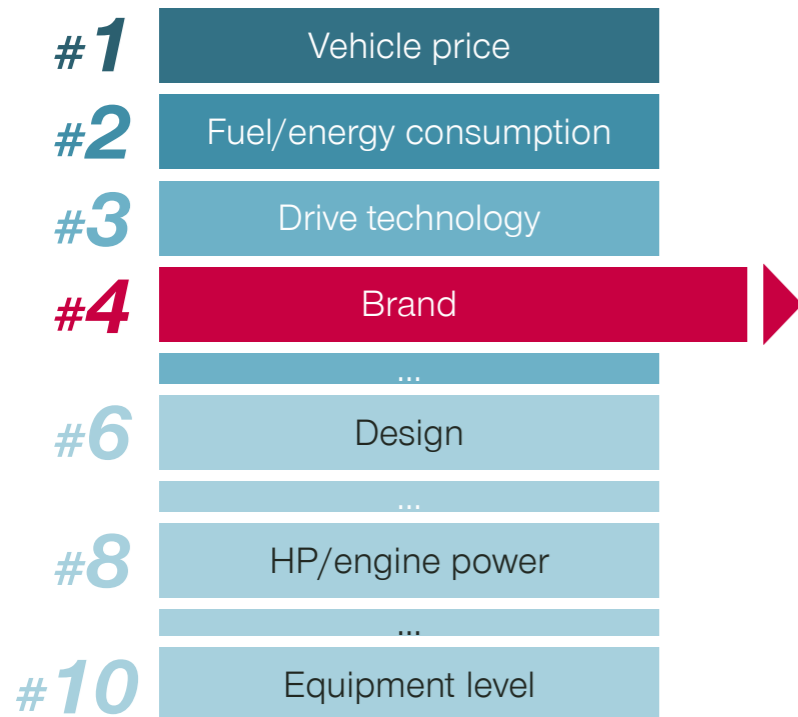 #1 Vehicle price
#2 Fuel/energy consumption
#3 Drive technology
#4 Brand
...
#6 Design
...
#8 HP/engine power
...
#10 Equipment level